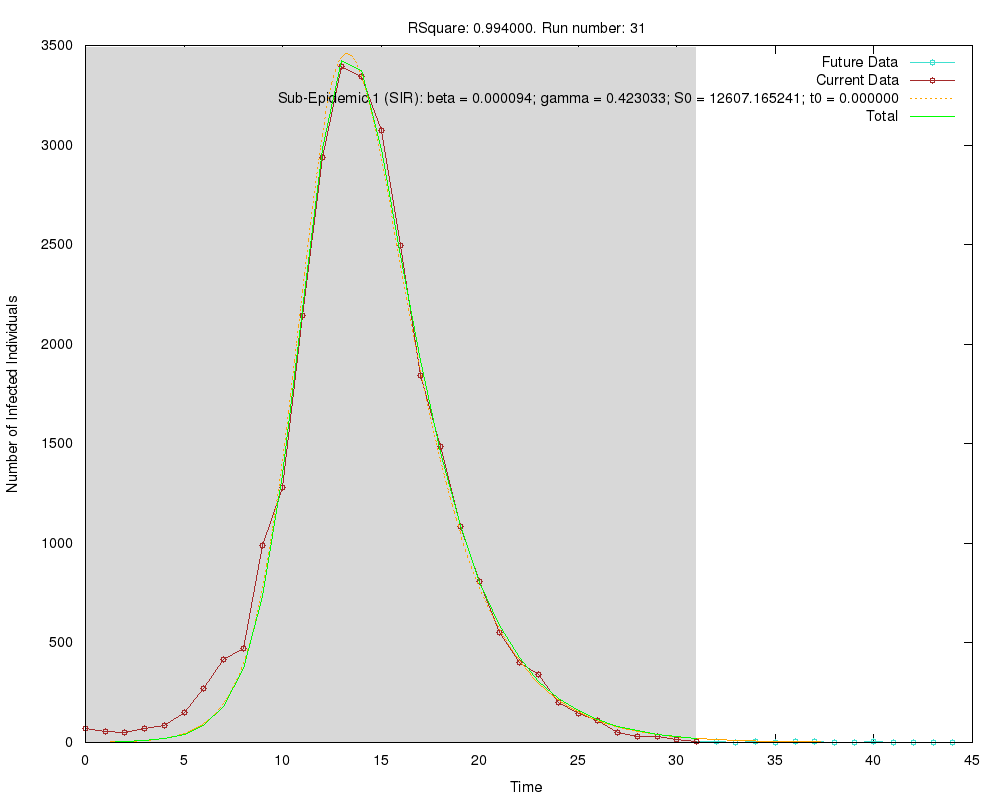 RSquare: 0.994000. Run number: 31
Future Data
Current Data
Sub-Epidemic 1 (SIR): beta = 0.000094; gamma = 0.423033; S0 = 12607.165241; t0 = 0.000000
Total
3500
3000
2500
2000
1500
1000
500
0
Number of Infected Individuals
0 5 10 15 20 25 30 35 40 45
Time